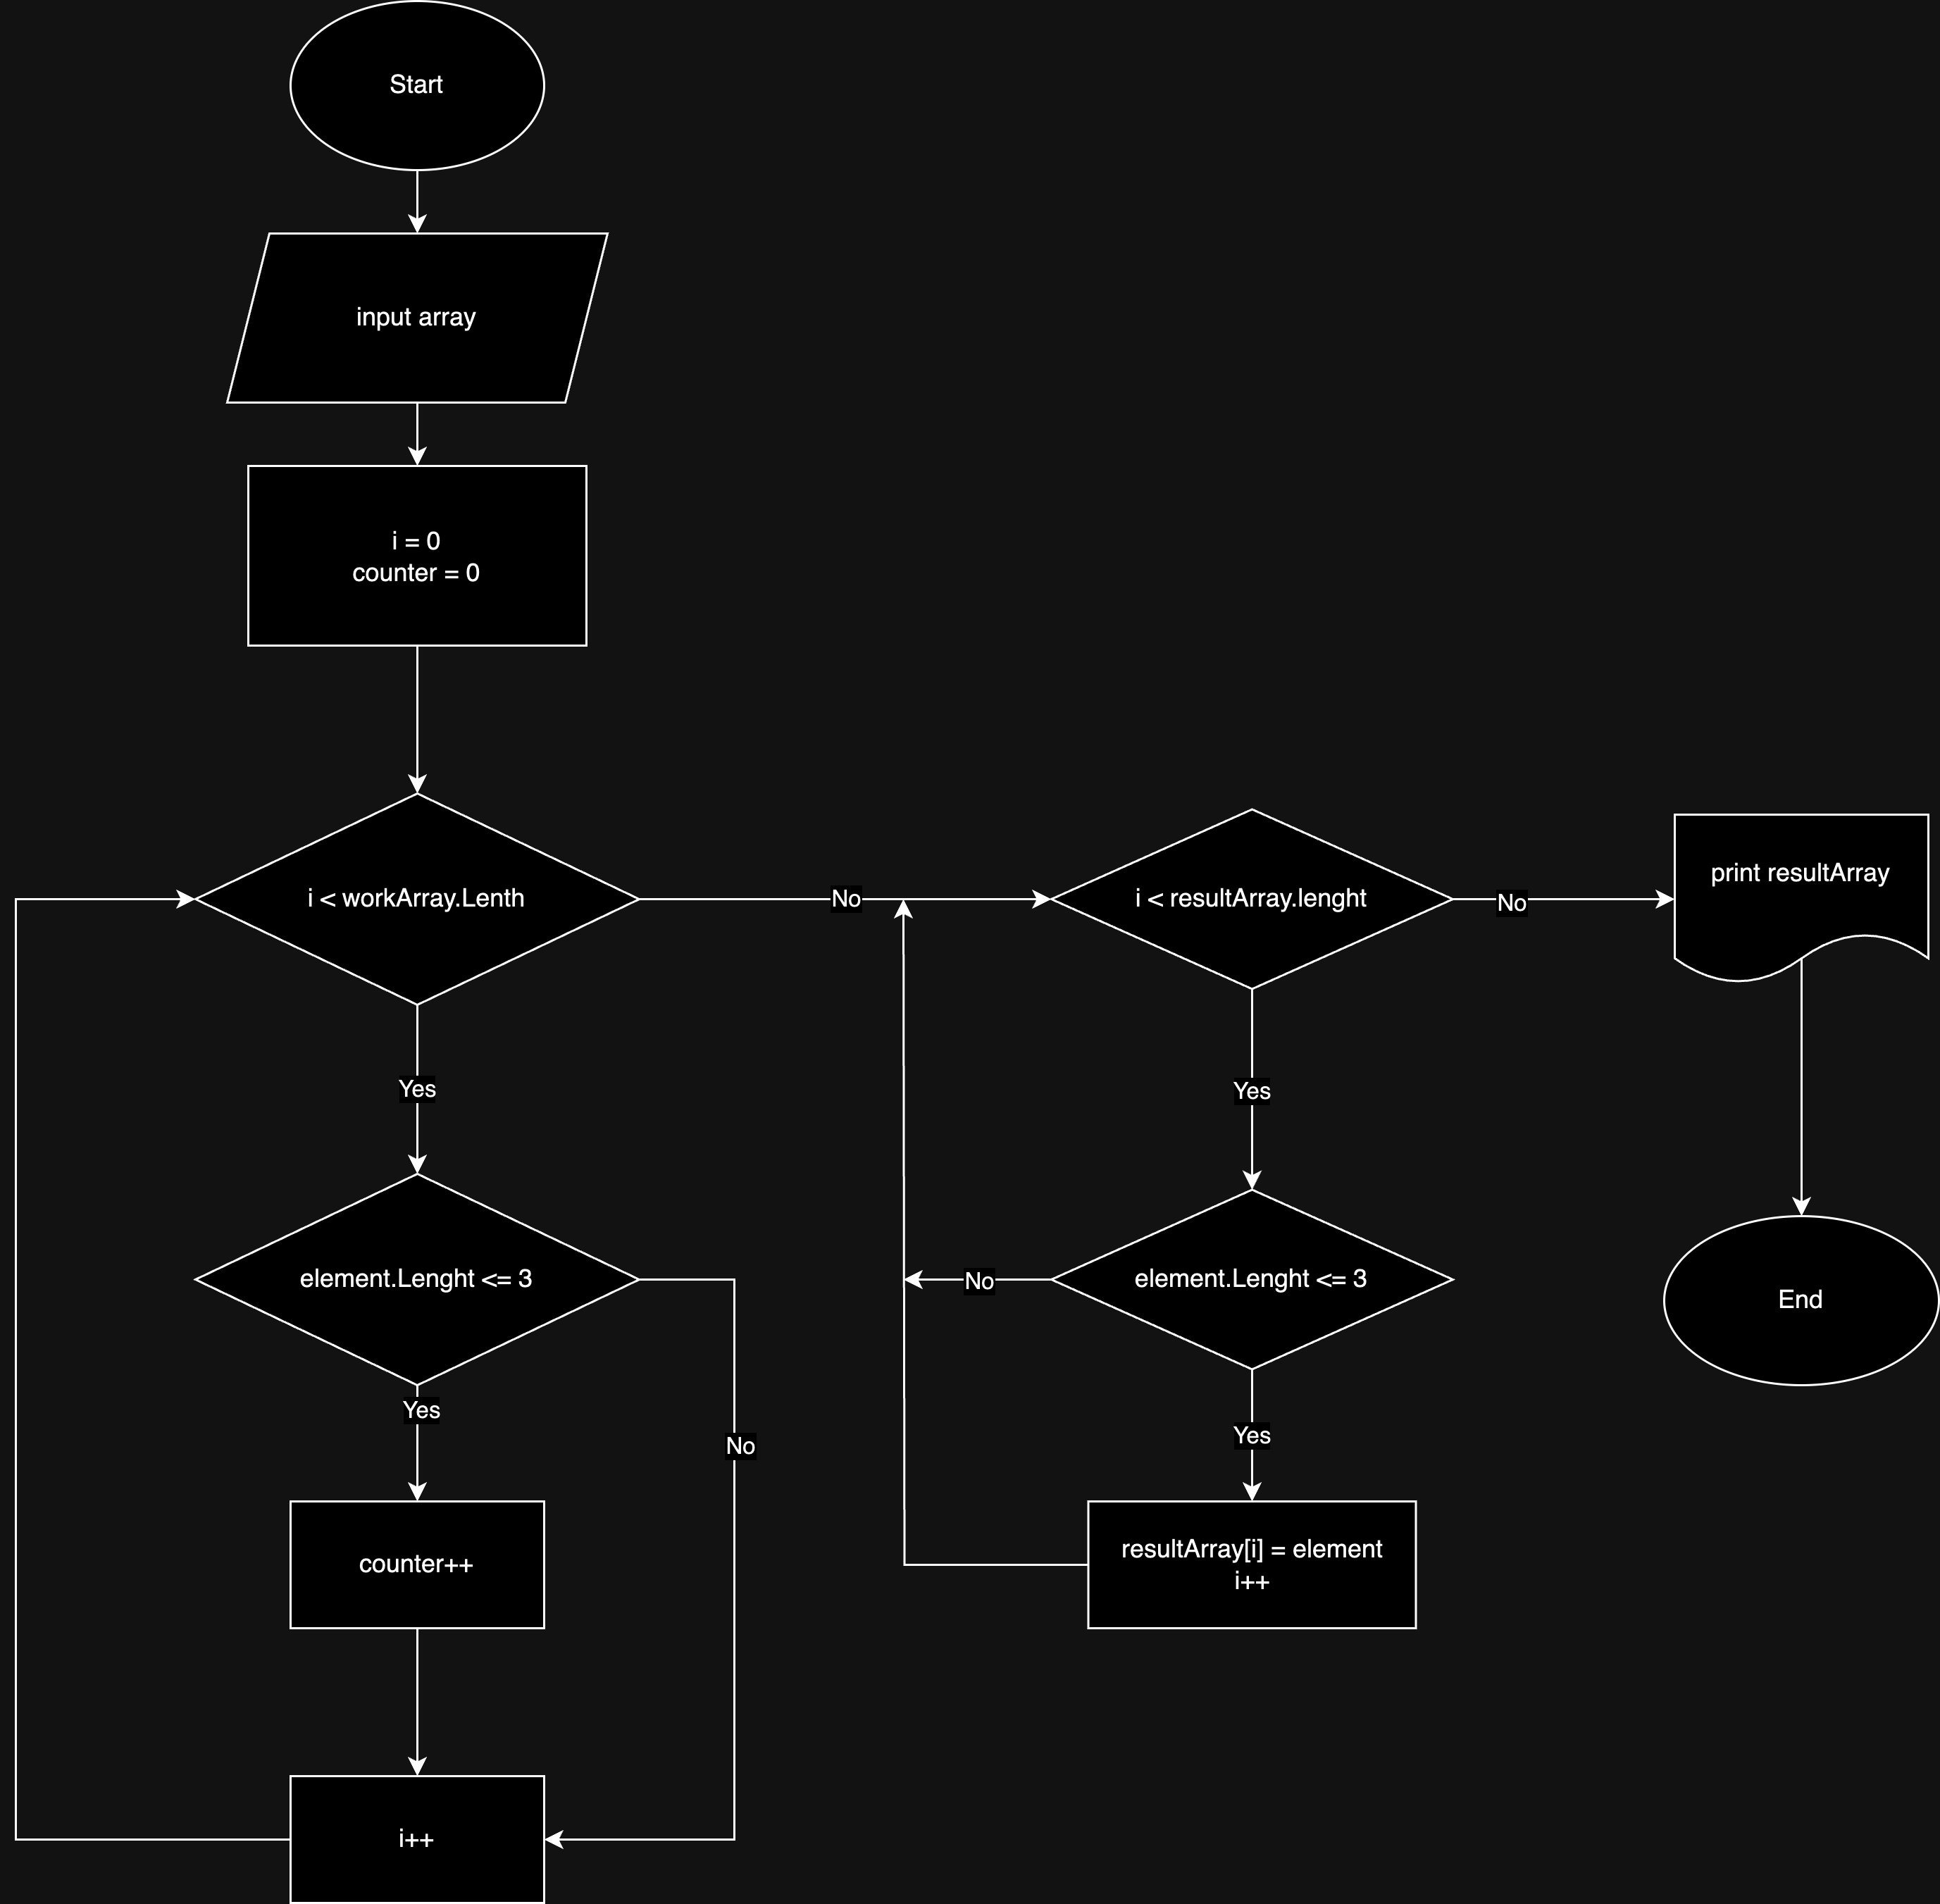 Start
input array
i = 0
counter = 0
i < workArray.Lenth
No
i < resultArray.lenght
No
print resultArray
Yes
Yes
element.Lenght <= 3
No
element.Lenght <= 3
End
Yes
No
Yes
counter++
resultArray[i] = element
i++
i++